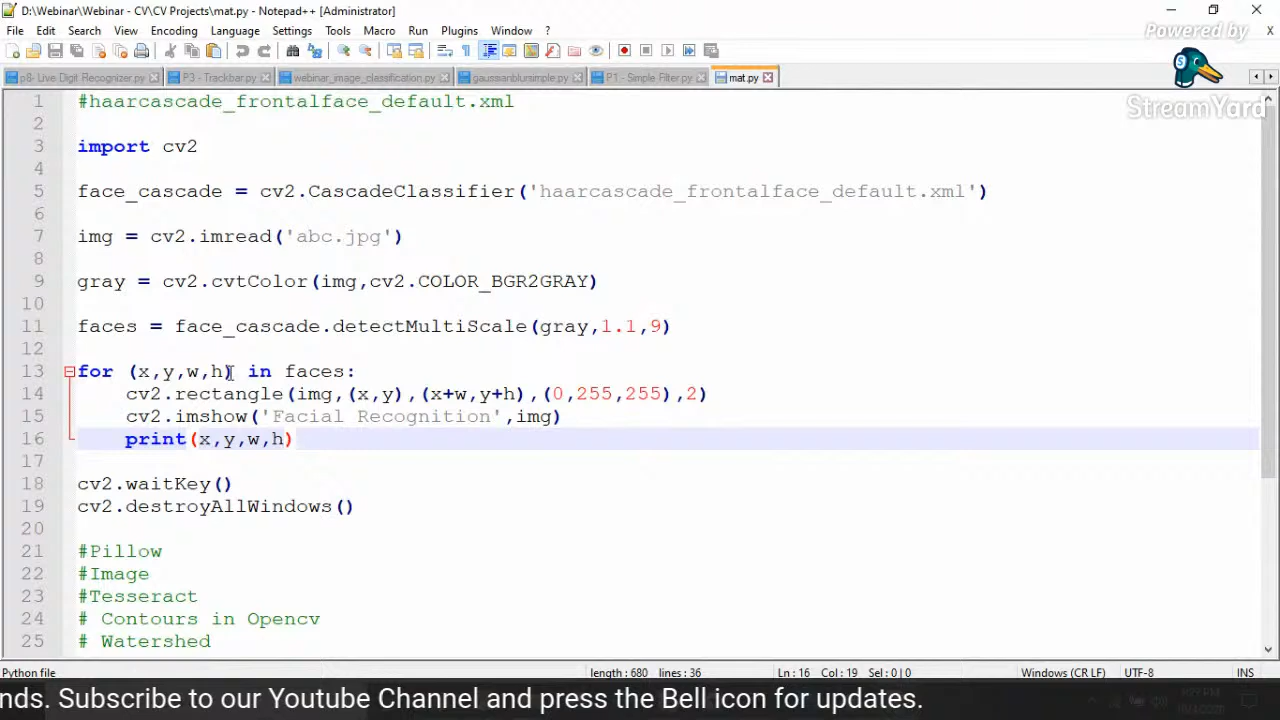 D:\Webinar\Webinar - CV\CV Projects\mat.py - Notepad++ [Administrator]
File Edit Search View Encoding Language Settings Tools Macro Run Plugins Window ?
Powered by
StreamYard
p8- Live Digit Recognizer.py P3 - Trackbar.py webinar_image_classification.py gaussianblursimple.py P1 - Simple Filter.py mat.py
1 #haarcascade_frontalface_default.xml
2
3 import cv2
4
5 face_cascade = cv2.CascadeClassifier('haarcascade_frontalface_default.xml')
6
7 img = cv2.imread('abc.jpg')
8
9 gray = cv2.cvtColor(img,cv2.COLOR_BGR2GRAY)
10
11 faces = face_cascade.detectMultiScale(gray,1.1,9)
12
13 for (x,y,w,h) in faces:
14 cv2.rectangle(img,(x,y),(x+w,y+h),(0,255,255),2)
15 cv2.imshow('Facial Recognition',img)
16 print(x,y,w,h)
17
18 cv2.waitKey()
19 cv2.destroyAllWindows()
20
21 #Pillow
22 #Image
23 #Tesseract
24 # Contours in Opencv
25 # Watershed
Python file length : 680 lines : 36 Ln : 16 Col : 19 Sel : 0 | 0 Windows (CR LF) UTF-8 INS
nds. Subscribe to our Youtube Channel and press the Bell icon for updates.